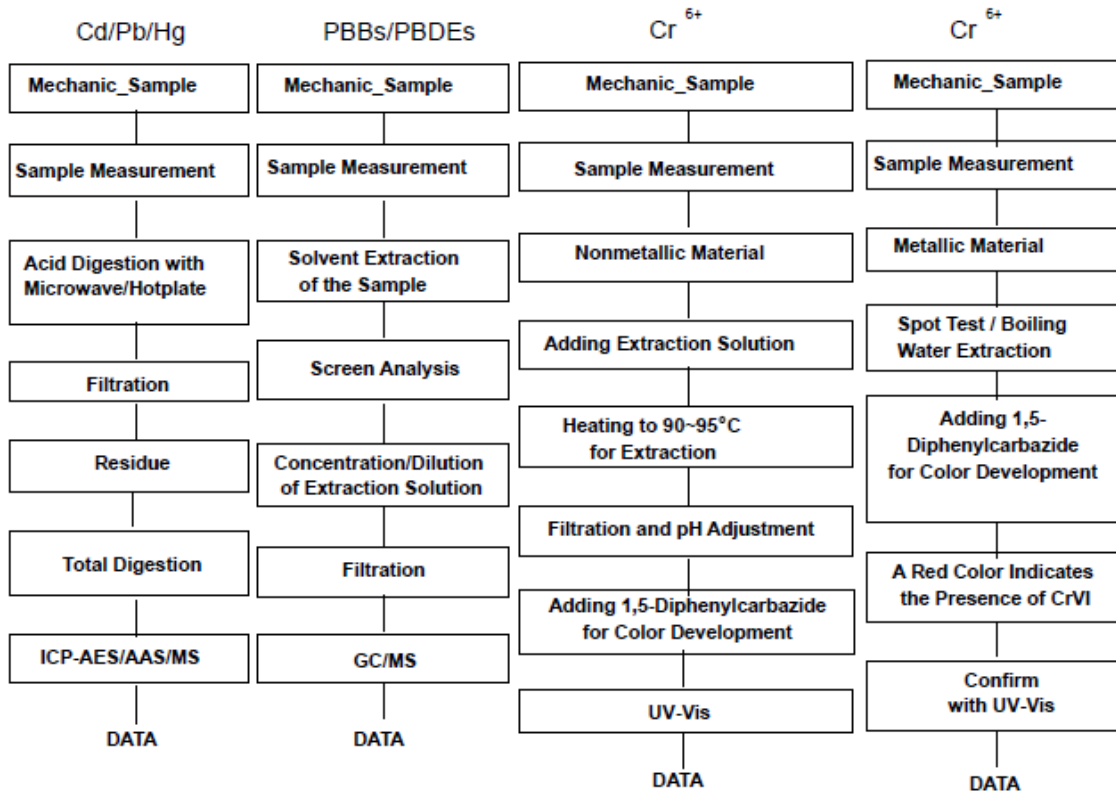 Cd/Pb/Hg
Mechanic_Sample
Sample Measurement
Acid Digestion with
Microwave/Hotplate
Filtration
Residue
Total Digestion
ICP-AES/AAS/MS
DATA
PBBs/PBDEs
Mechanic_Sample
Sample Measurement
Solvent Extraction
of the Sample
Screen Analysis
Concentration/Dilution
of Extraction Solution
Filtration
GC/MS
DATA
Cr 6+
Mechanic_Sample
Sample Measurement
Nonmetallic Material
Adding Extraction Solution
Heating to 90~95°C
for Extraction
Filtration and pH Adjustment
Adding 1,5-Diphenylcarbazide
for Color Development
UV-Vis
DATA
Cr 6+
Mechanic_Sample
Sample Measurement
Metallic Material
Spot Test / Boiling
Water Extraction
Adding 1,5-
Diphenylcarbazide
for Color Development
A Red Color Indicates
the Presence of CrVI
Confirm
with UV-Vis
DATA